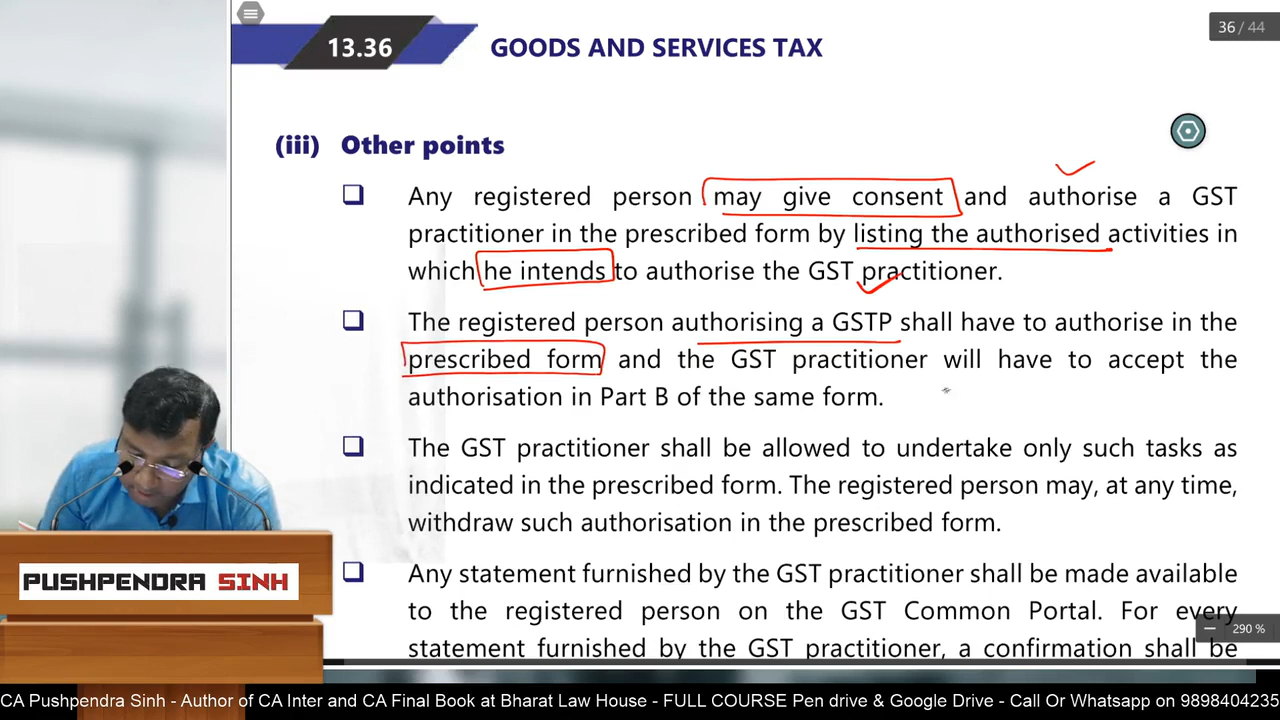 36 / 44
13.36
GOODS AND SERVICES TAX
(iii) Other points
❑ Any registered person may give consent and authorise a GST
practitioner in the prescribed form by listing the authorised activities in
which he intends to authorise the GST practitioner.
❑ The registered person authorising a GSTP shall have to authorise in the
prescribed form and the GST practitioner will have to accept the
authorisation in Part B of the same form.
❑ The GST practitioner shall be allowed to undertake only such tasks as
indicated in the prescribed form. The registered person may, at any time,
withdraw such authorisation in the prescribed form.
❑ Any statement furnished by the GST practitioner shall be made available
to the registered person on the GST Common Portal. For every
statement furnished by the GST practitioner, a confirmation shall be
290 %
PUSHPENDRA SINH
CA Pushpendra Sinh - Author of CA Inter and CA Final Book at Bharat Law House - FULL COURSE Pen drive & Google Drive - Call Or Whatsapp on 9898404235